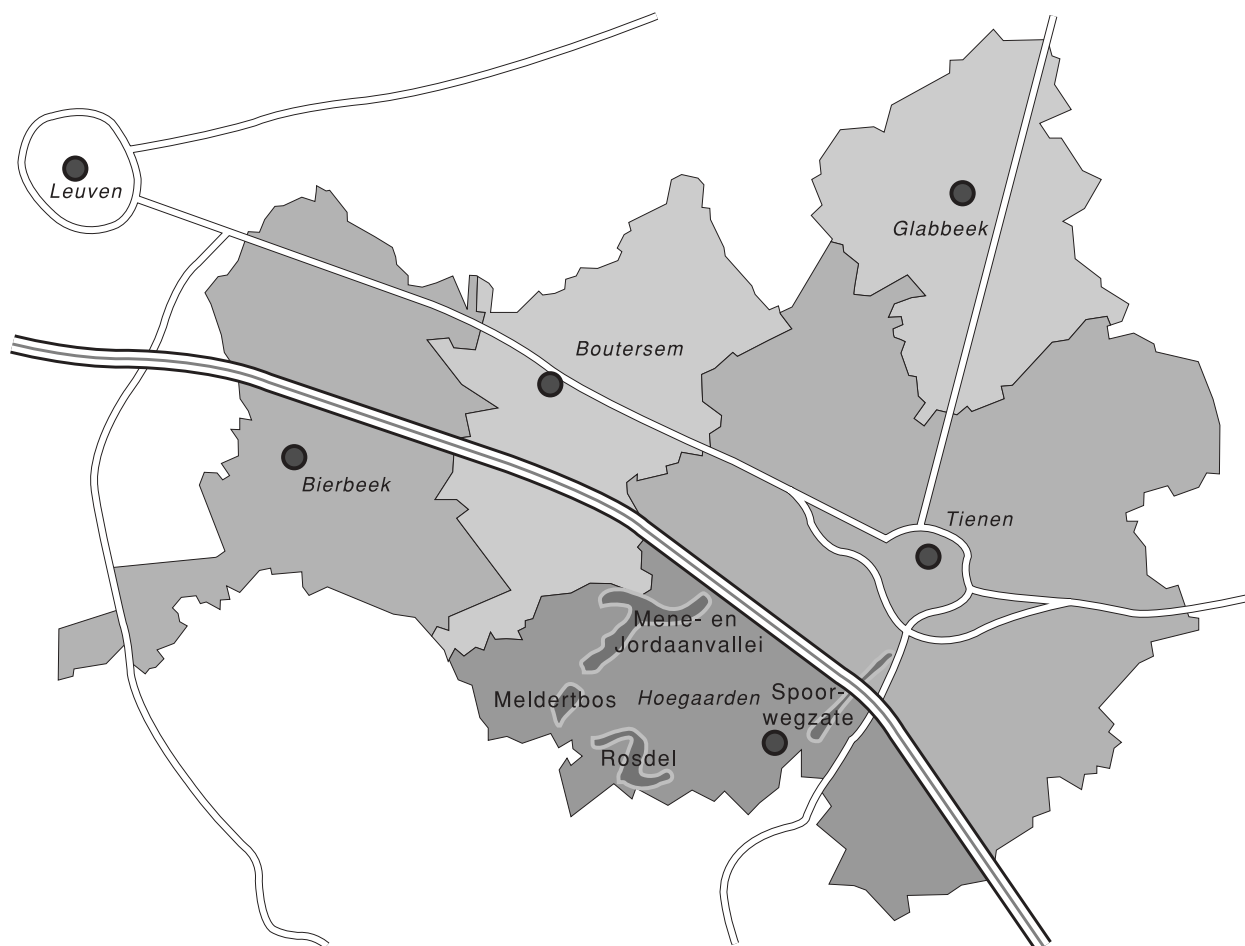 Leuven
Glabbeek
Boutersem
Bierbeek
Tienen
Mene- en
Jordaanvallei
Meldertbos
Hoegaarden
Spoor-
wegzate
Rosdel